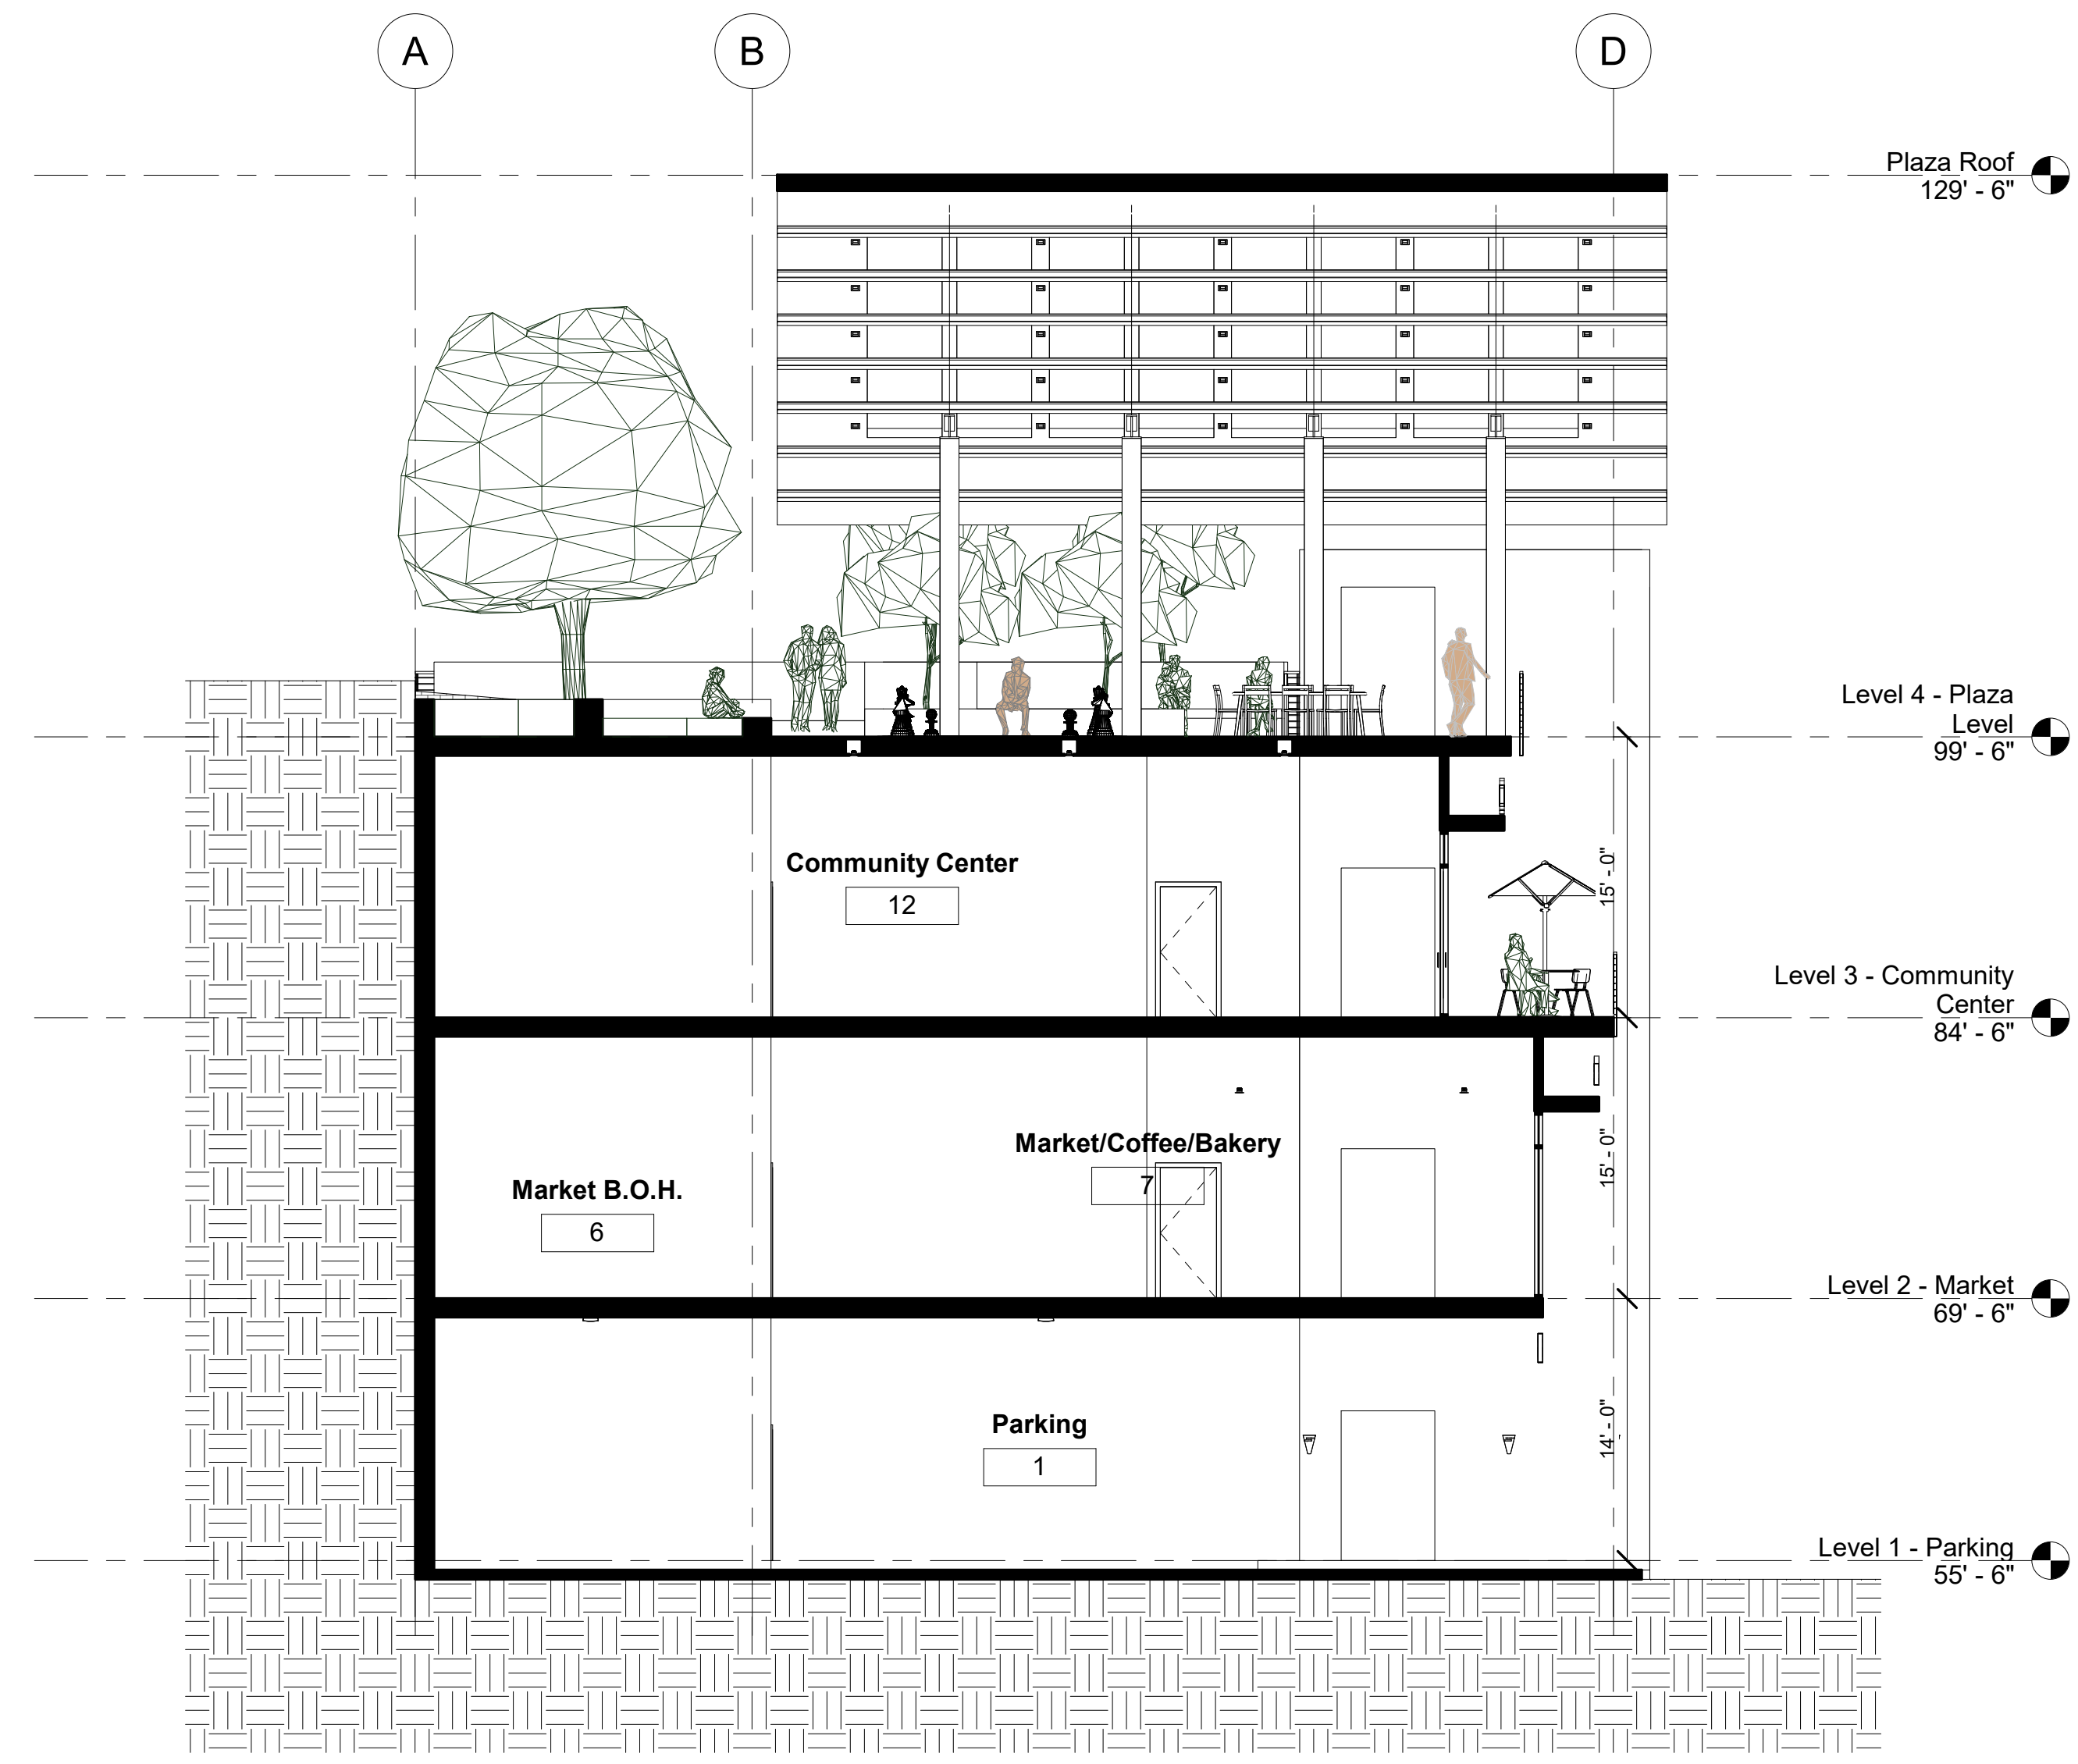 A
B
D
Plaza Roof
129' - 6"
Level 4 - Plaza
Level
99' - 6"
Community Center
12
15' - 0"
Level 3 - Community
Center
84' - 6"
Market/Coffee/Bakery
7
15' - 0"
Market B.O.H.
6
Level 2 - Market
69' - 6"
Parking
1
14' - 0"
Level 1 - Parking
55' - 6"